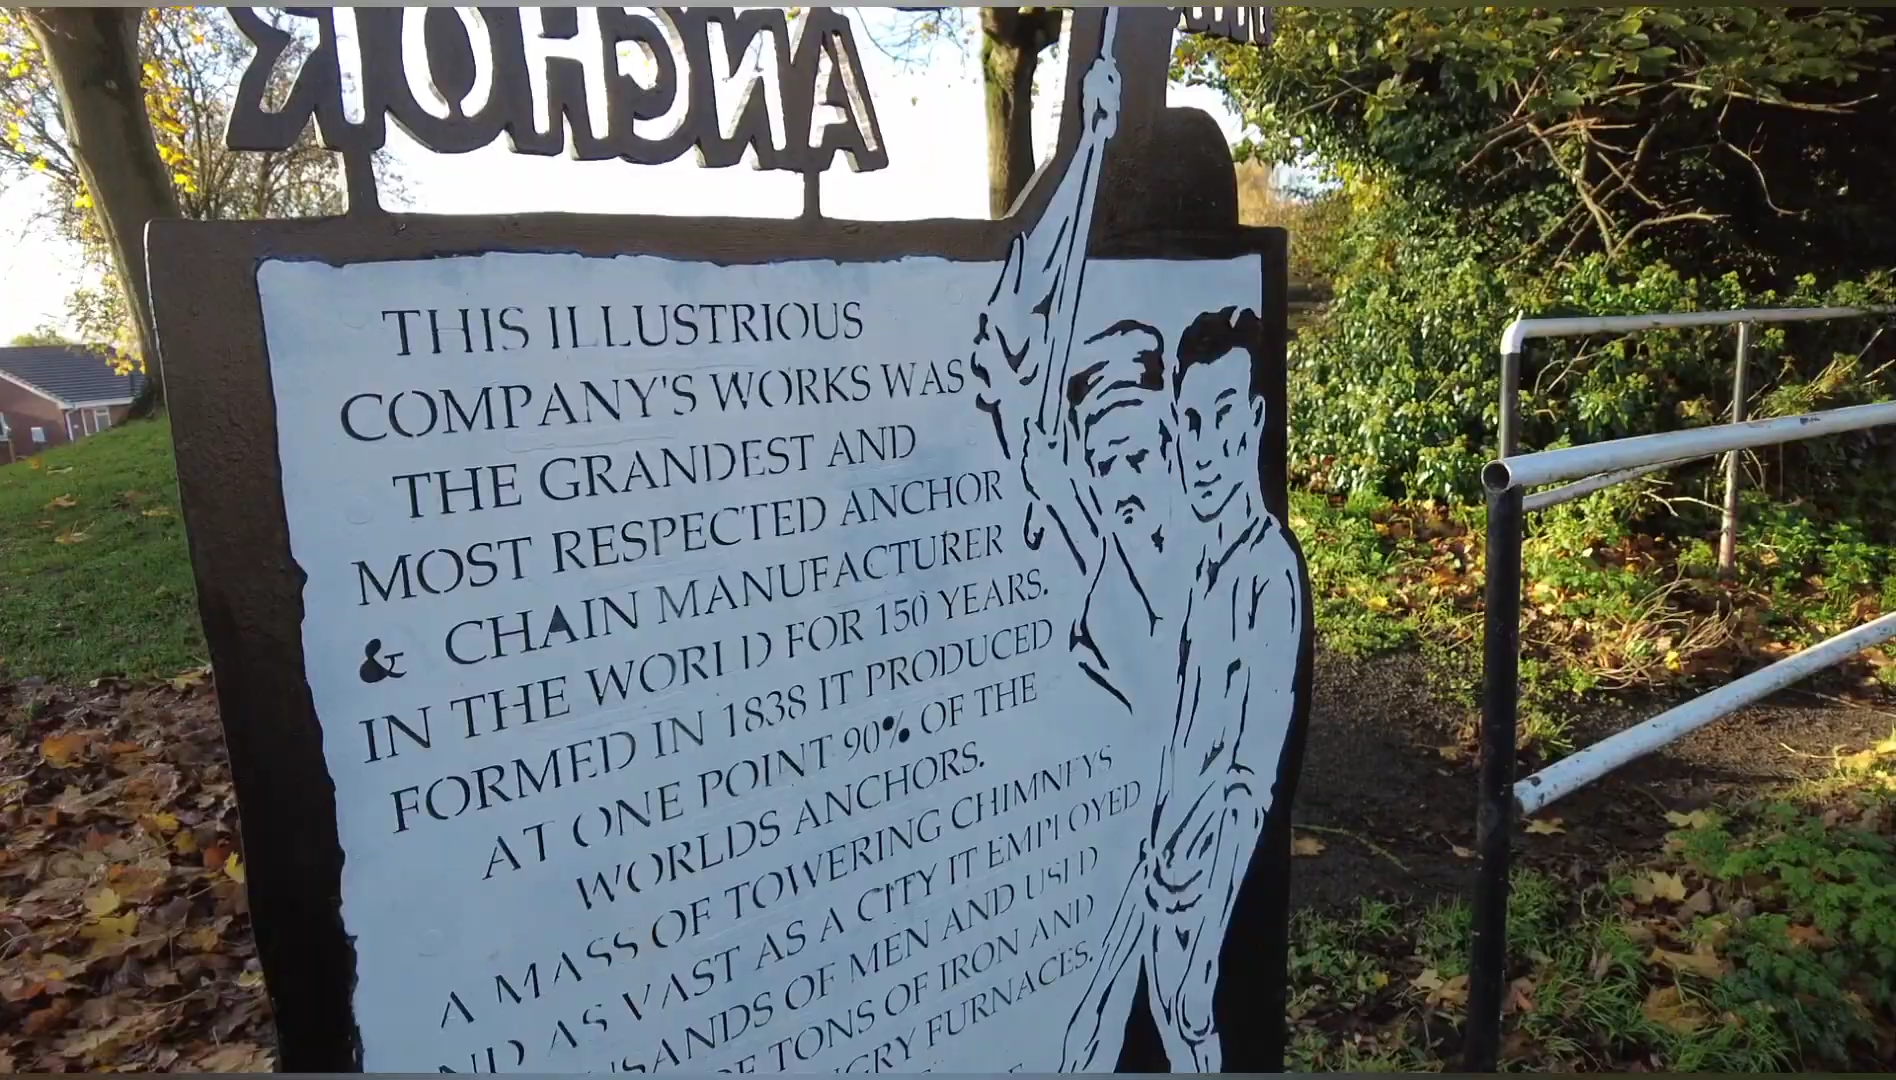 ANCHOR
THIS ILLUSTRIOUS
COMPANY'S WORKS WAS
THE GRANDEST AND
MOST RESPECTED ANCHOR
& CHAIN MANUFACTURER
IN THE WORLD FOR 150 YEARS.
FORMED IN 1838 IT PRODUCED
AT ONE POINT 90% OF THE
WORLDS ANCHORS.
A MASS OF TOWERING CHIMNEYS
AND AS VAST AS A CITY IT EMPLOYED
OF MEN AND USED
TONS OF IRON AND
FURNACES.